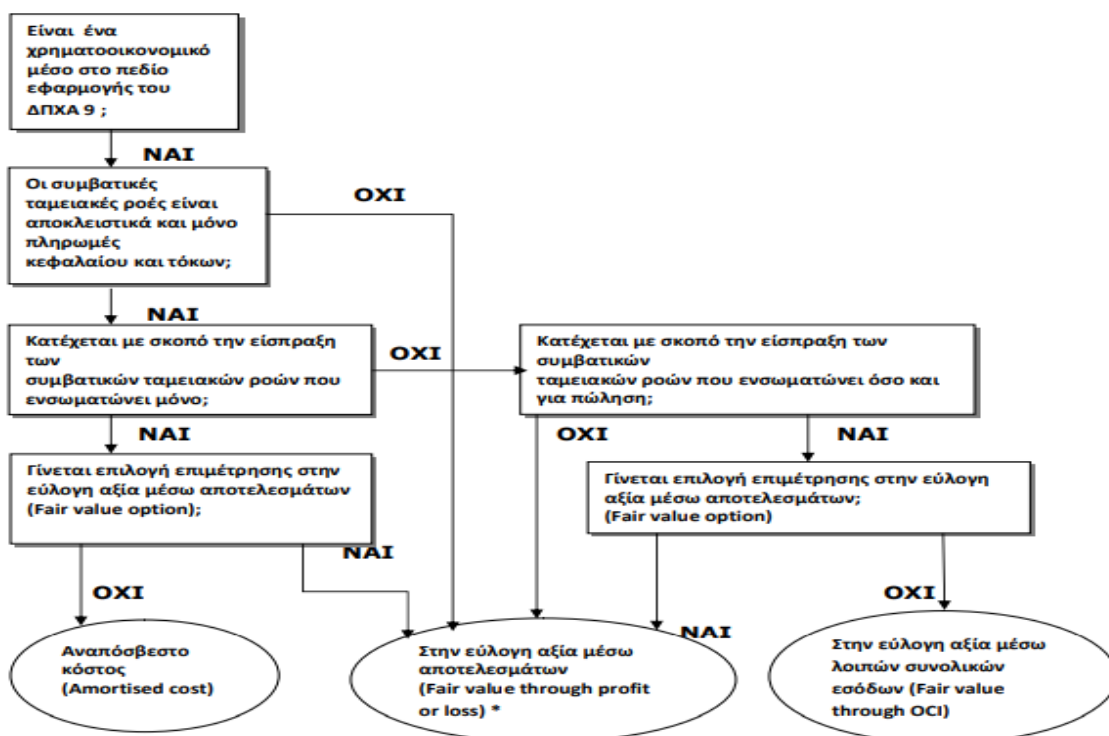 Είναι ένα
χρηματοοικονομικό
μέσο στο πεδίο
εφαρμογής του
ΔΠΧΑ 9 ;
ΝΑΙ
Οι συμβατικές
ταμειακές ροές είναι
αποκλειστικά και μόνο
πληρωμές
κεφαλαίου και τόκων;
ΟΧΙ
ΝΑΙ
Κατέχεται με σκοπό την είσπραξη
των
συμβατικών ταμειακών ροών που
ενσωματώνει μόνο;
ΟΧΙ
Κατέχεται με σκοπό την είσπραξη των
συμβατικών
ταμειακών ροών που ενσωματώνει όσο και
για πώληση;
ΝΑΙ
ΟΧΙ
ΝΑΙ
Γίνεται επιλογή επιμέτρησης στην
εύλογη αξία μέσω αποτελεσμάτων
(Fair value option);
Γίνεται επιλογή επιμέτρησης στην εύλογη
αξία μέσω αποτελεσμάτων;
(Fair value option)
ΟΧΙ
ΝΑΙ
ΝΑΙ
ΟΧΙ
Αναπόσβεστο
κόστος
(Amortised cost)
Στην εύλογη αξία μέσω
αποτελεσμάτων
(Fair value through profit
or loss) *
Στην εύλογη αξία μέσω
λοιπών συνολικών
εσόδων (Fair value
through OCI)